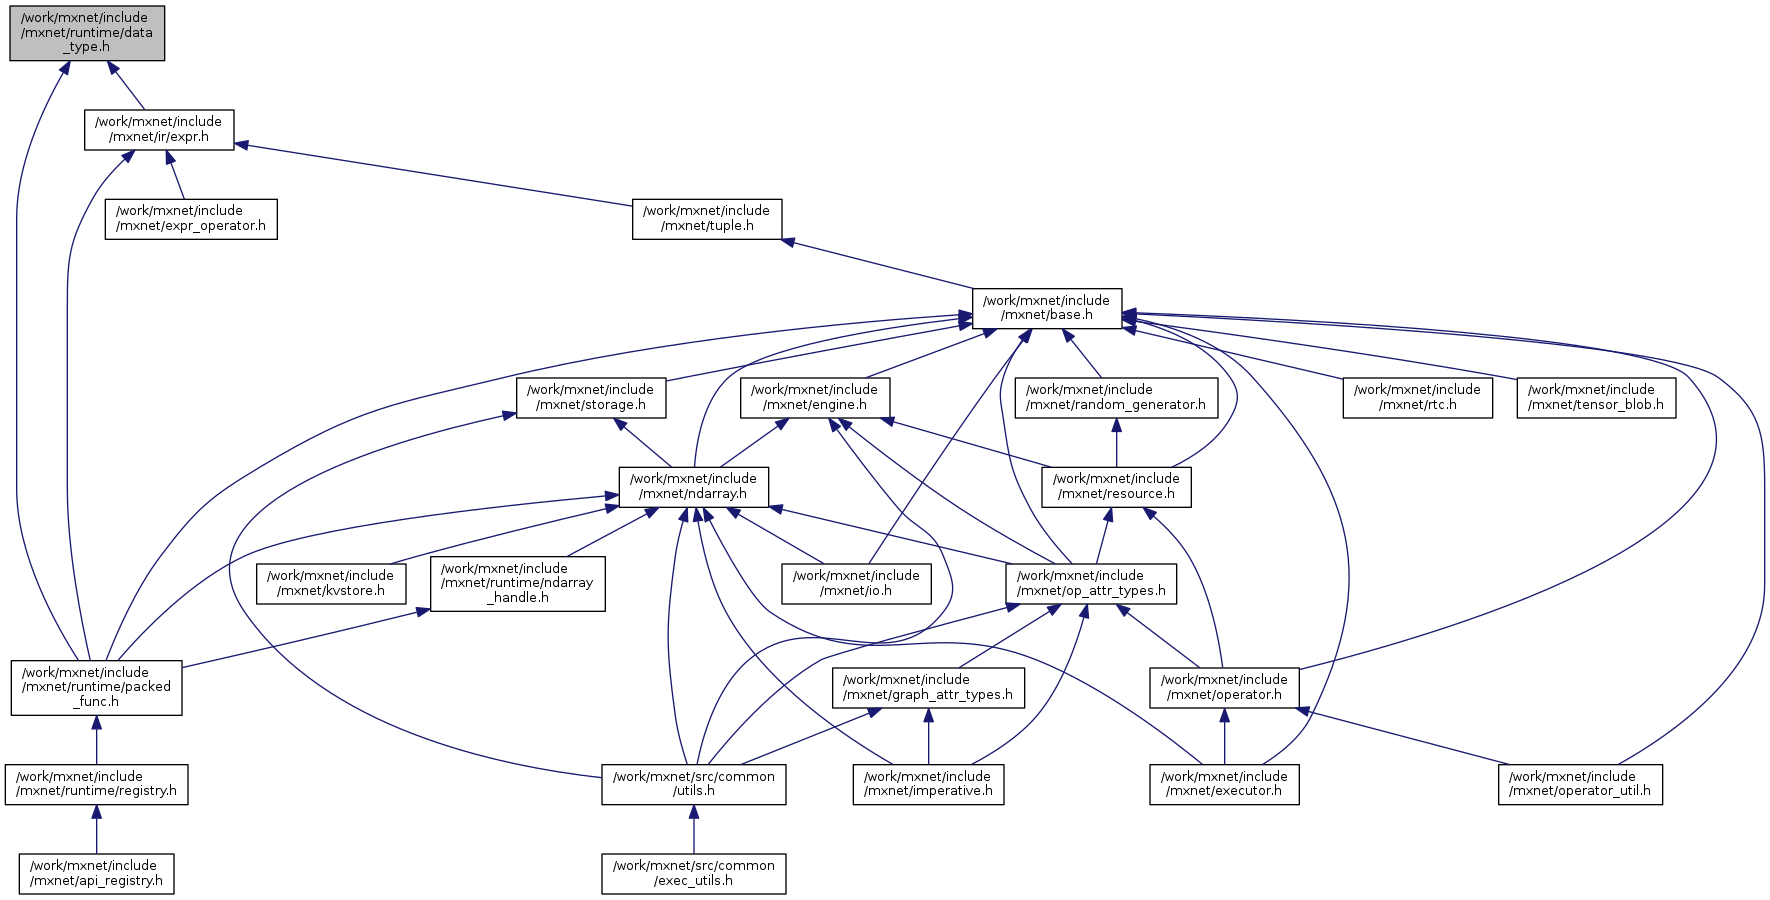 /work/mxnet/include
/mxnet/runtime/data
_type.h
/work/mxnet/include
/mxnet/ir/expr.h
/work/mxnet/include
/mxnet/expr_operator.h
/work/mxnet/include
/mxnet/tuple.h
/work/mxnet/include
/mxnet/base.h
/work/mxnet/include
/mxnet/storage.h
/work/mxnet/include
/mxnet/engine.h
/work/mxnet/include
/mxnet/random_generator.h
/work/mxnet/include
/mxnet/rtc.h
/work/mxnet/include
/mxnet/tensor_blob.h
/work/mxnet/include
/mxnet/ndarray.h
/work/mxnet/include
/mxnet/resource.h
/work/mxnet/include
/mxnet/kvstore.h
/work/mxnet/include
/mxnet/runtime/ndarray
_handle.h
/work/mxnet/include
/mxnet/io.h
/work/mxnet/include
/mxnet/op_attr_types.h
/work/mxnet/include
/mxnet/runtime/packed
_func.h
/work/mxnet/include
/mxnet/graph_attr_types.h
/work/mxnet/include
/mxnet/operator.h
/work/mxnet/include
/mxnet/runtime/registry.h
/work/mxnet/src/common
/utils.h
/work/mxnet/include
/mxnet/imperative.h
/work/mxnet/include
/mxnet/executor.h
/work/mxnet/include
/mxnet/operator_util.h
/work/mxnet/include
/mxnet/api_registry.h
/work/mxnet/src/common
/exec_utils.h